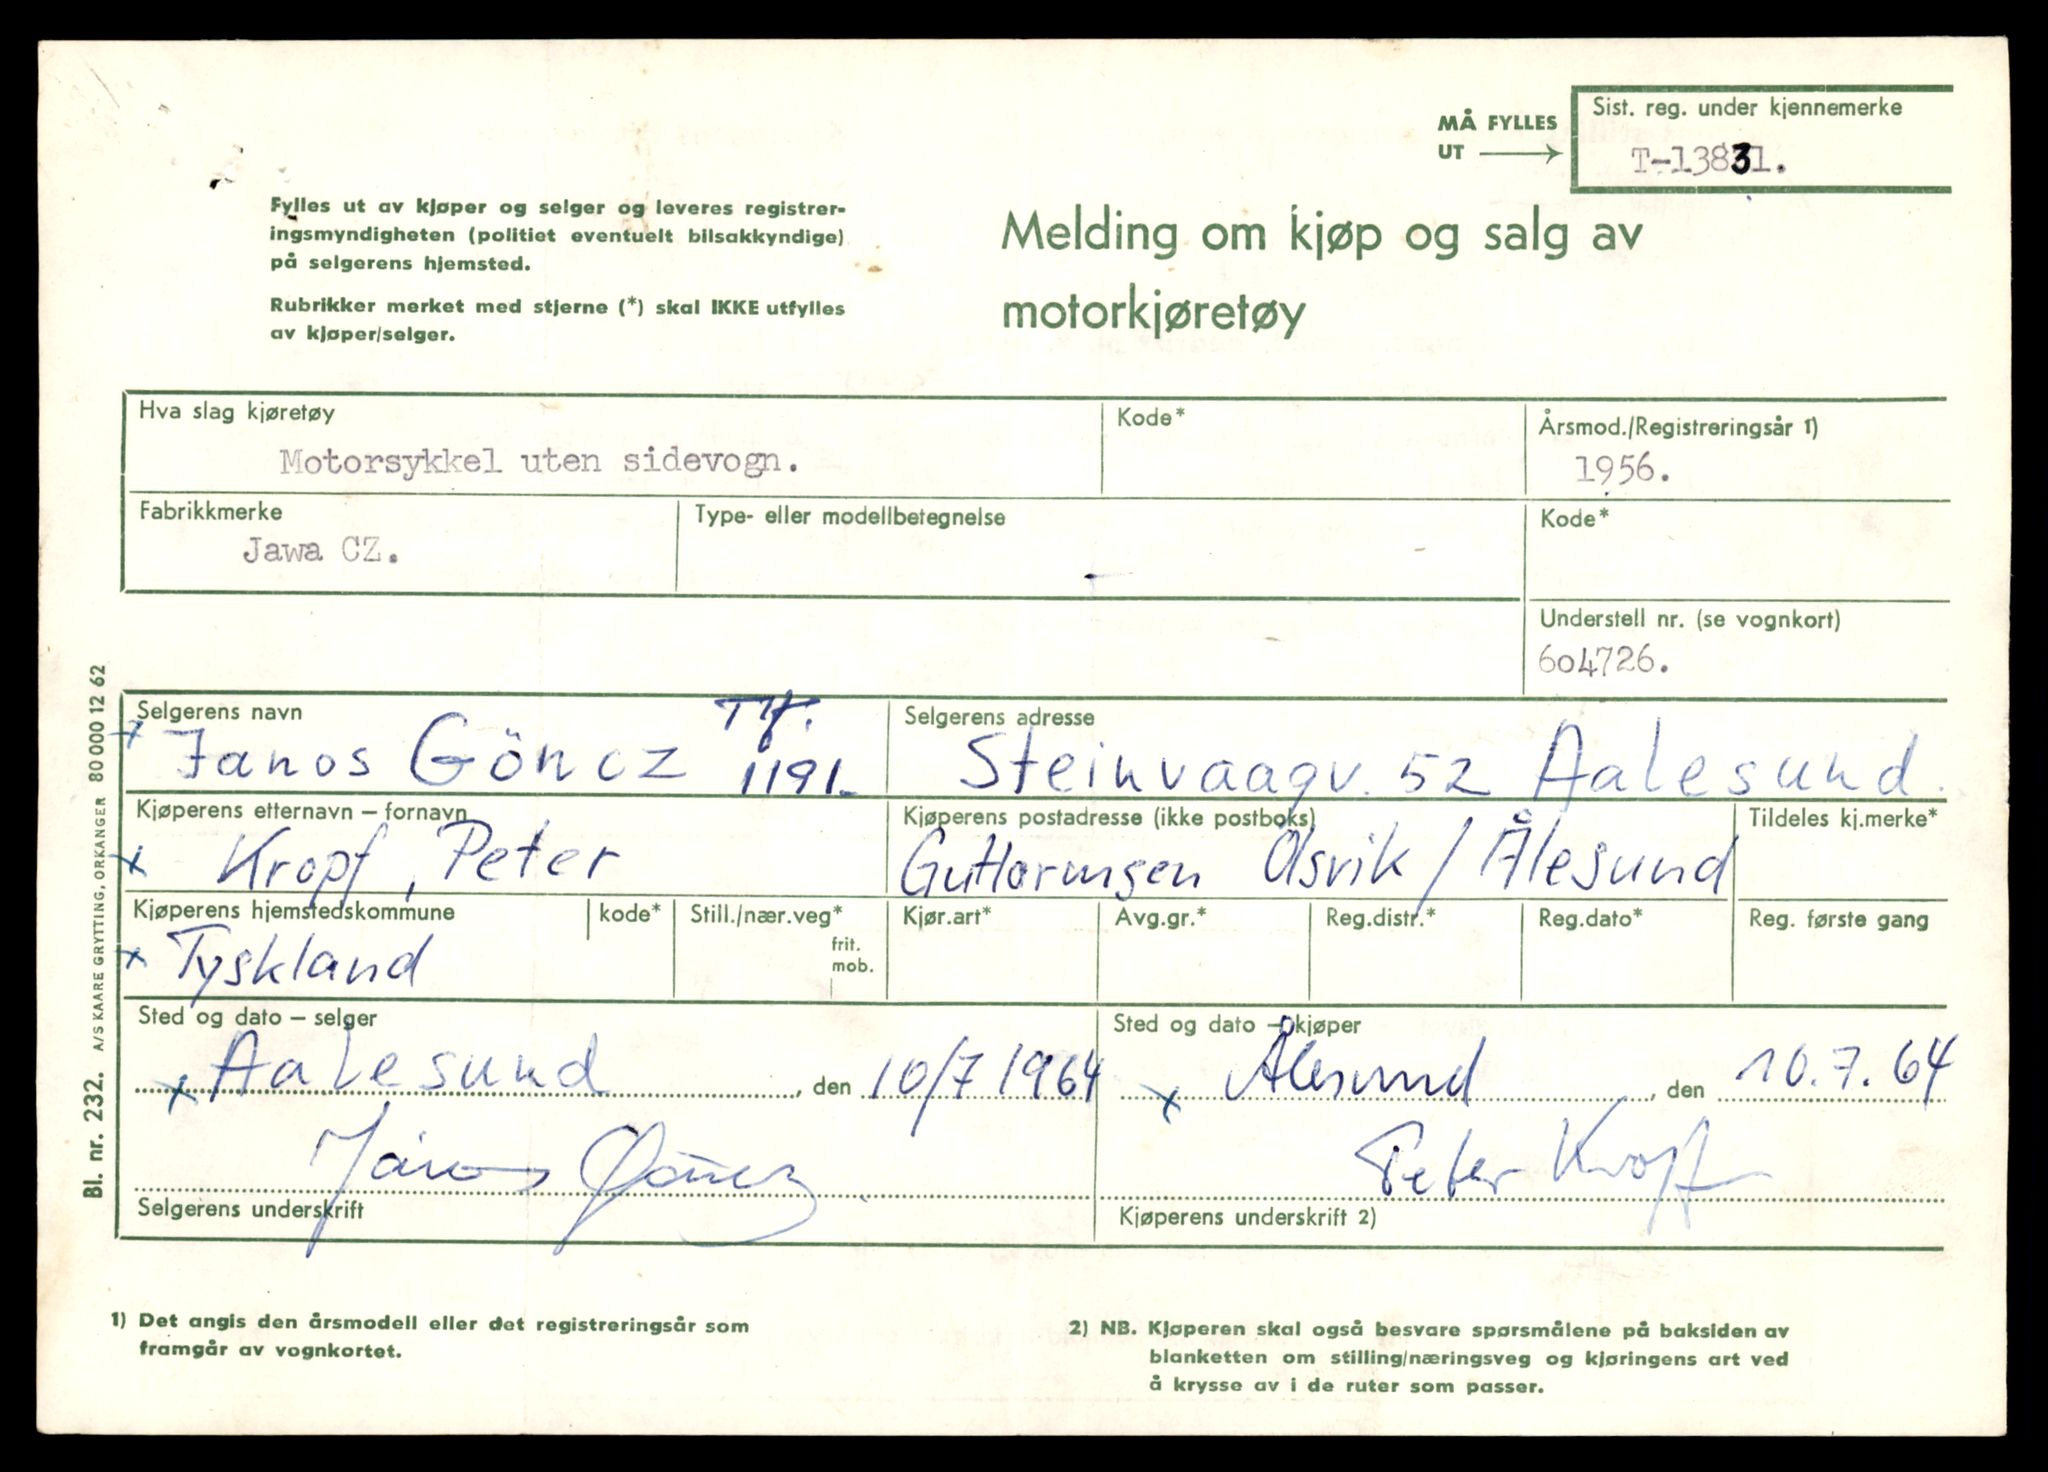 MÅ FYLLES
UT
Sist. reg. under kjennemerke
T-13831.
Fylles ut av kjøper og selger og leveres registrer-
ingsmyndigheten (politiet eventuelt bilsakkyndige)
på selgerens hjemsted.
Rubrikker merket med stjerne (*) skal IKKE utfylles
av kjøper/selger.
Melding om kjøp og salg av
motorkjøretøy
Hva slag kjøretøy
Motorsykkel uten sidevogn.
Kode*
Årsmod./Registreringsår 1)
1956.
Fabrikkmerke
Jawa CZ.
Type- eller modellbetegnelse
Kode*
Understell nr. (se vognkort)
604726.
Selgerens navn
Janos Göncz
Tlf.
1191.
Selgerens adresse
Steinvaagv. 52 Aalesund.
Kjøperens etternavn – fornavn
x Kropf, Peter
Kjøperens postadresse (ikke postboks)
Guttormgen Åsvik / Ålesund
Tildeles kj.merke*
Kjøperens hjemstedskommune
x Tyskland
kode*
Still./nær.veg*
frit.
mob.
Kjør.art*
Avg.gr.*
Reg.distr.*
Reg.dato*
Reg. første gang
Sted og dato – selger
x Aalesund, den 10/7 1964
Sted og dato – kjøper
x Ålesund, den 10.7.64
János Göncz
Selgerens underskrift
Peter Kropf
Kjøperens underskrift 2)
1) Det angis den årsmodell eller det registreringsår som
framgår av vognkortet.
2) NB. Kjøperen skal også besvare spørsmålene på baksiden av
blanketten om stilling/næringsveg og kjøringens art ved
å krysse av i de ruter som passer.
Bl. nr. 232. A/S KAARE GRYTTING, ORKANGER 80 000 12 62